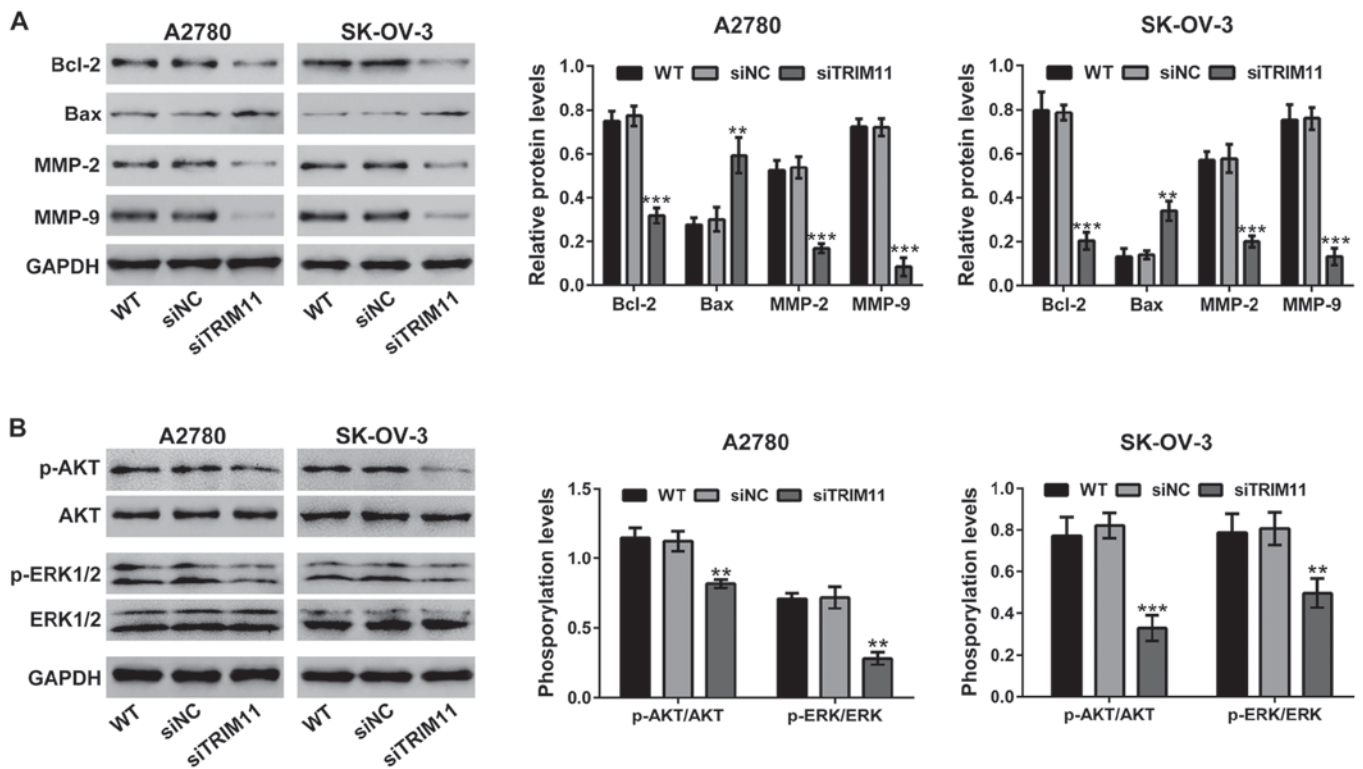 A
A2780 SK-OV-3
Bcl-2
Bax
MMP-2
MMP-9
GAPDH
WT siNC siTRIM11 WT siNC siTRIM11
A2780
WT siNC siTRIM11
Relative protein levels
1.0
0.8
0.6
0.4
0.2
0.0
*** ** *** ***
Bcl-2 Bax MMP-2 MMP-9
SK-OV-3
WT siNC siTRIM11
Relative protein levels
1.0
0.8
0.6
0.4
0.2
0.0
*** ** *** ***
Bcl-2 Bax MMP-2 MMP-9
B
A2780 SK-OV-3
p-AKT
AKT
p-ERK1/2
ERK1/2
GAPDH
WT siNC siTRIM11 WT siNC siTRIM11
A2780
WT siNC siTRIM11
Phosporylation levels
1.5
1.0
0.5
0.0
** **
p-AKT/AKT p-ERK/ERK
SK-OV-3
WT siNC siTRIM11
Phosporylation levels
1.0
0.8
0.6
0.4
0.2
0.0
*** **
p-AKT/AKT p-ERK/ERK